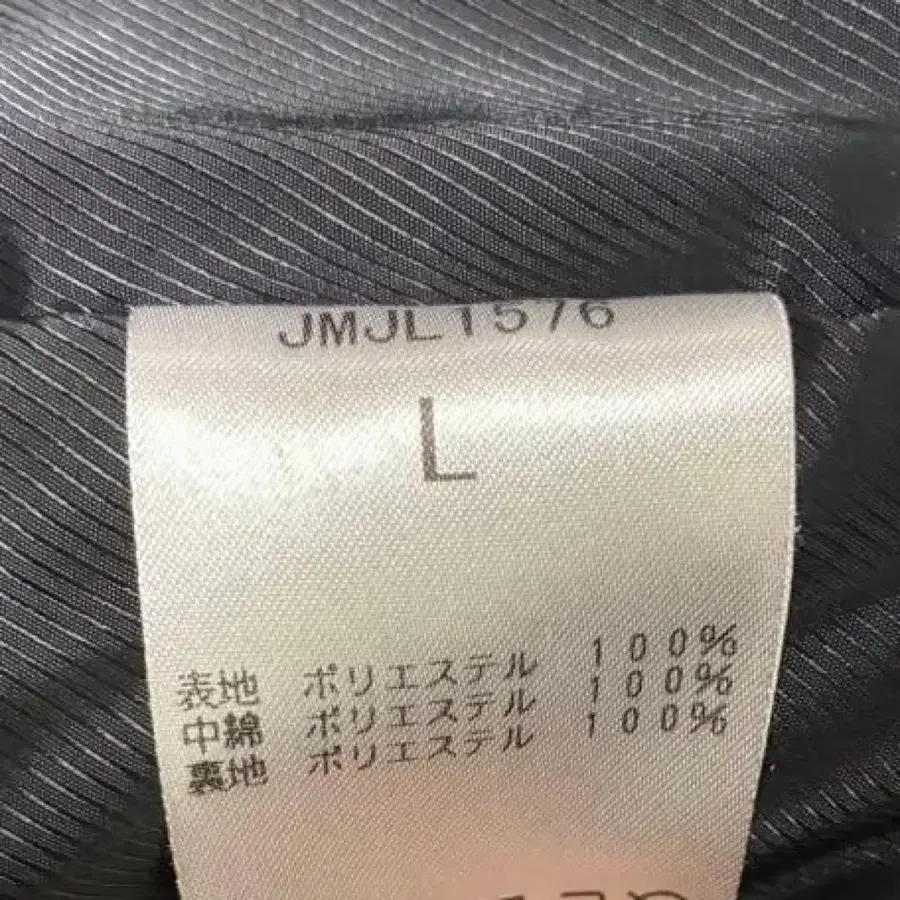 JMJL1576
L
表地 ポリエステル 100%
中綿 ポリエステル 100%
裏地 ポリエステル 100%